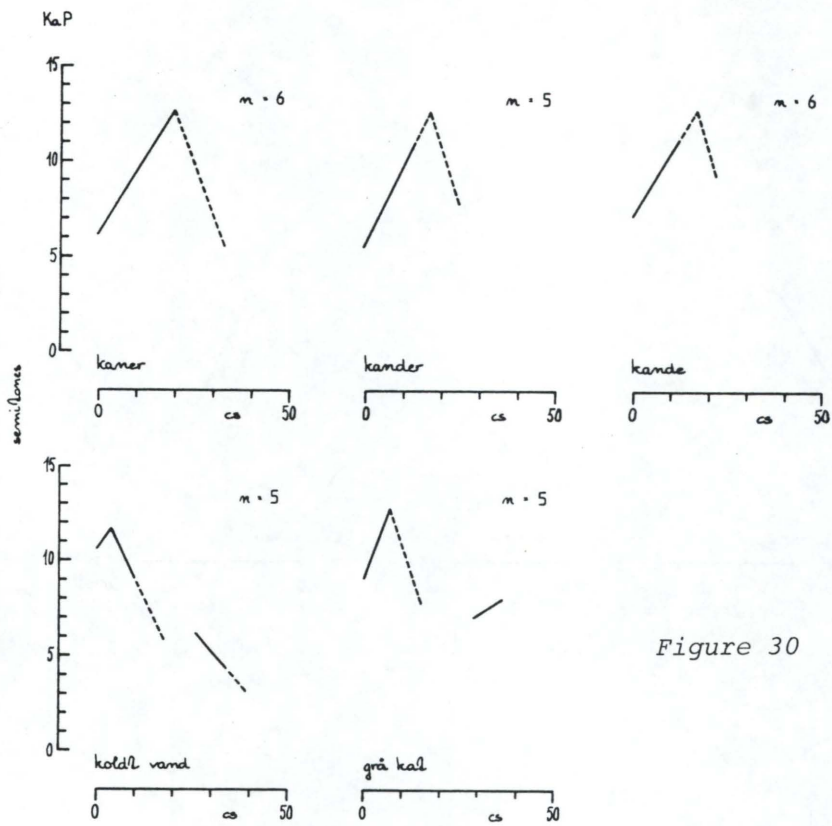 KaP
15
n = 6
n = 5
n = 6
10
5
0
kaner
kander
kande
semitones
0 cs 50
0 cs 50
0 cs 50
15
n = 5
n = 5
10
5
Figure 30
0
koldt vand
grå kat
0 cs 50
0 cs 50